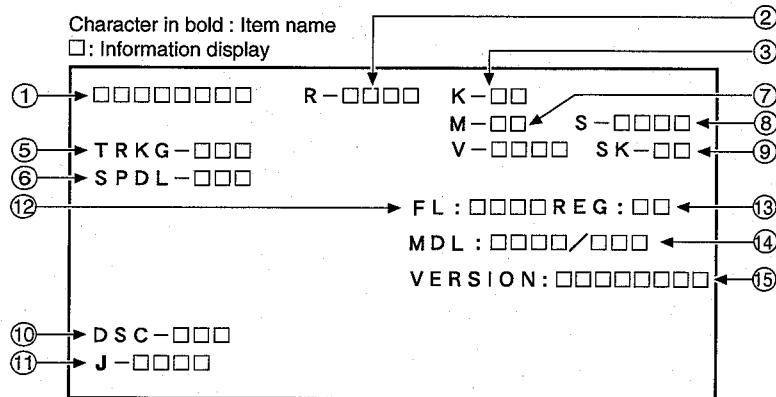 ②
Character in bold : Item name
□: Information display
③
① □□□□□□□□ R－□□□□ K－□□ ⑦
M－□□ S－□□□□ ⑧
⑤ TRKG－□□□ V－□□□□ SK－□□ ⑨
⑥ SPDL－□□□
⑫ FL:□□□□REG:□□ ⑬
MDL:□□□□/□□□ ⑭
VERSION:□□□□□□□□ ⑮
⑩ DSC－□□□
⑪ J－□□□□